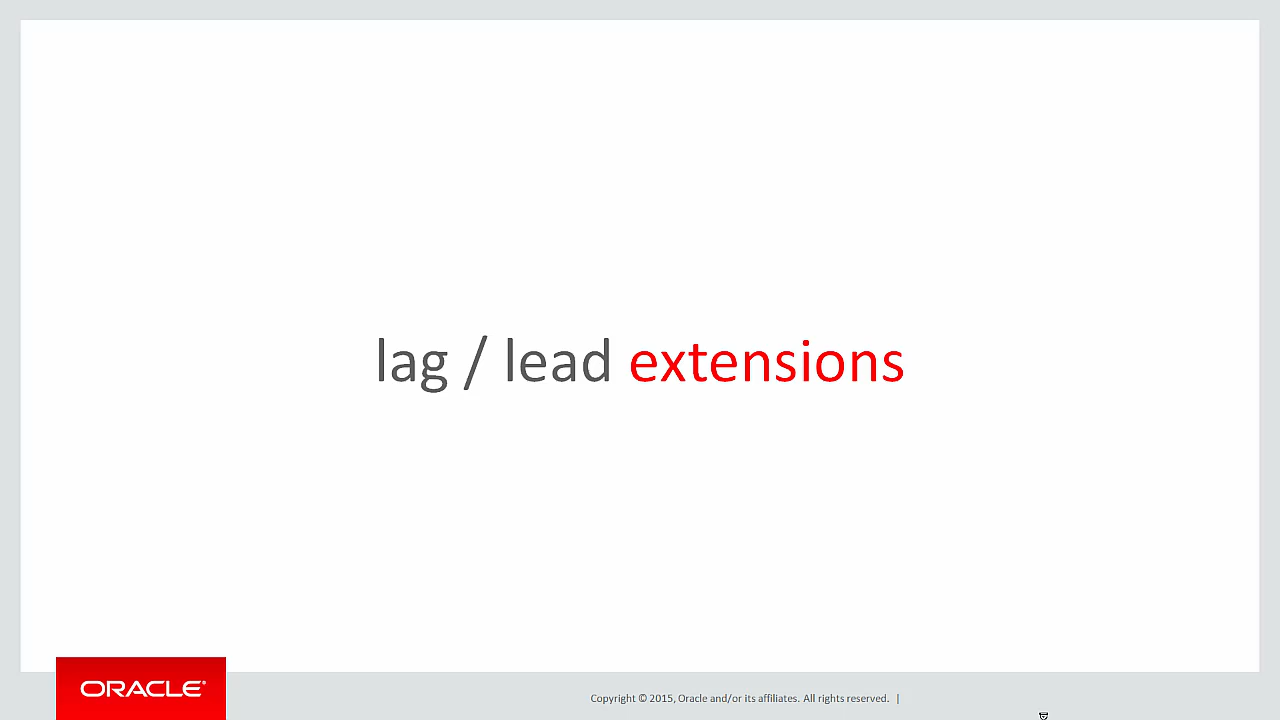 lag / lead extensions
ORACLE®
Copyright © 2015, Oracle and/or its affiliates. All rights reserved. |